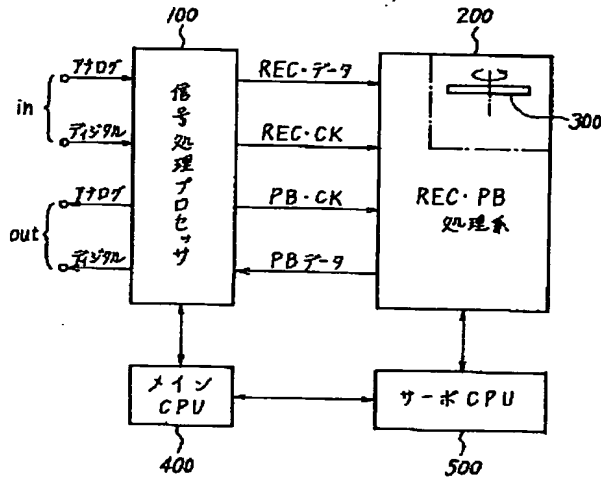 100
200
アナログ
in
ディジタル
アナログ
out
ディジタル
信号処理プロセッサ
REC・データ
REC・CK
PB・CK
PBデータ
300
REC・PB
処理系
メイン
CPU
サーボCPU
400
500